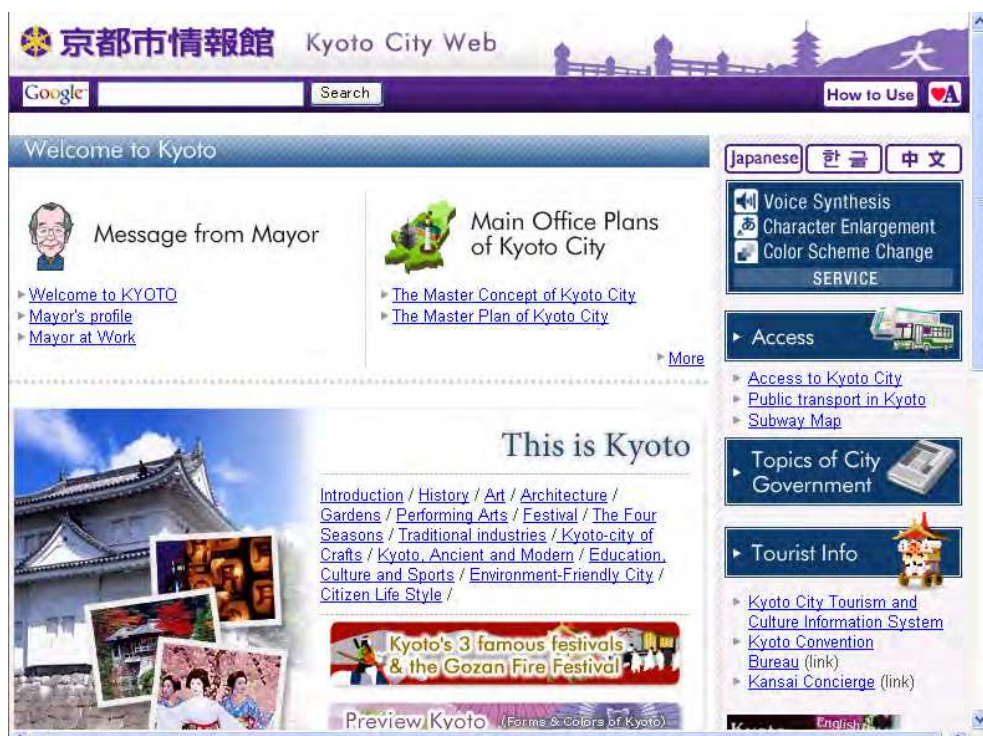 京都市情報館 Kyoto City Web
大
Google Search How to Use ♥A
Welcome to Kyoto
Message from Mayor
Welcome to KYOTO
Mayor's profile
Mayor at Work
Main Office Plans
of Kyoto City
The Master Concept of Kyoto City
The Master Plan of Kyoto City
More
This is Kyoto
Introduction / History / Art / Architecture /
Gardens / Performing Arts / Festival / The Four
Seasons / Traditional industries / Kyoto-city of
Crafts / Kyoto, Ancient and Modern / Education,
Culture and Sports / Environment-Friendly City /
Citizen Life Style /
Kyoto's 3 famous festivals
& the Gozan Fire Festival
Preview Kyoto (Forms & Colors of Kyoto)
Japanese 한글 中文
Voice Synthesis
あ Character Enlargement
Color Scheme Change
SERVICE
Access
Access to Kyoto City
Public transport in Kyoto
Subway Map
Topics of City
Government
Tourist Info
Kyoto City Tourism and
Culture Information System
Kyoto Convention
Bureau (link)
Kansai Concierge (link)
English